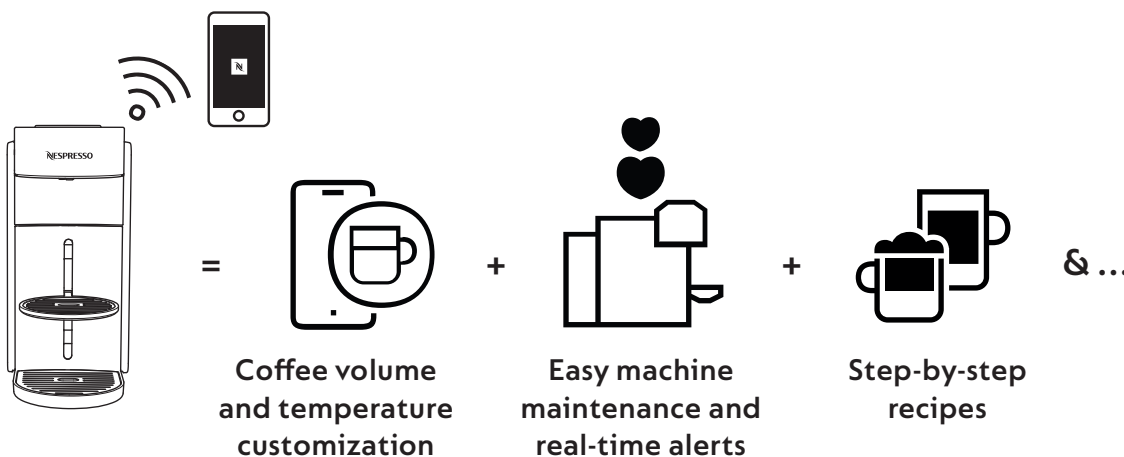 NESPRESSO
=
+
+
& ...
Coffee volume
and temperature
customization
Easy machine
maintenance and
real-time alerts
Step-by-step
recipes